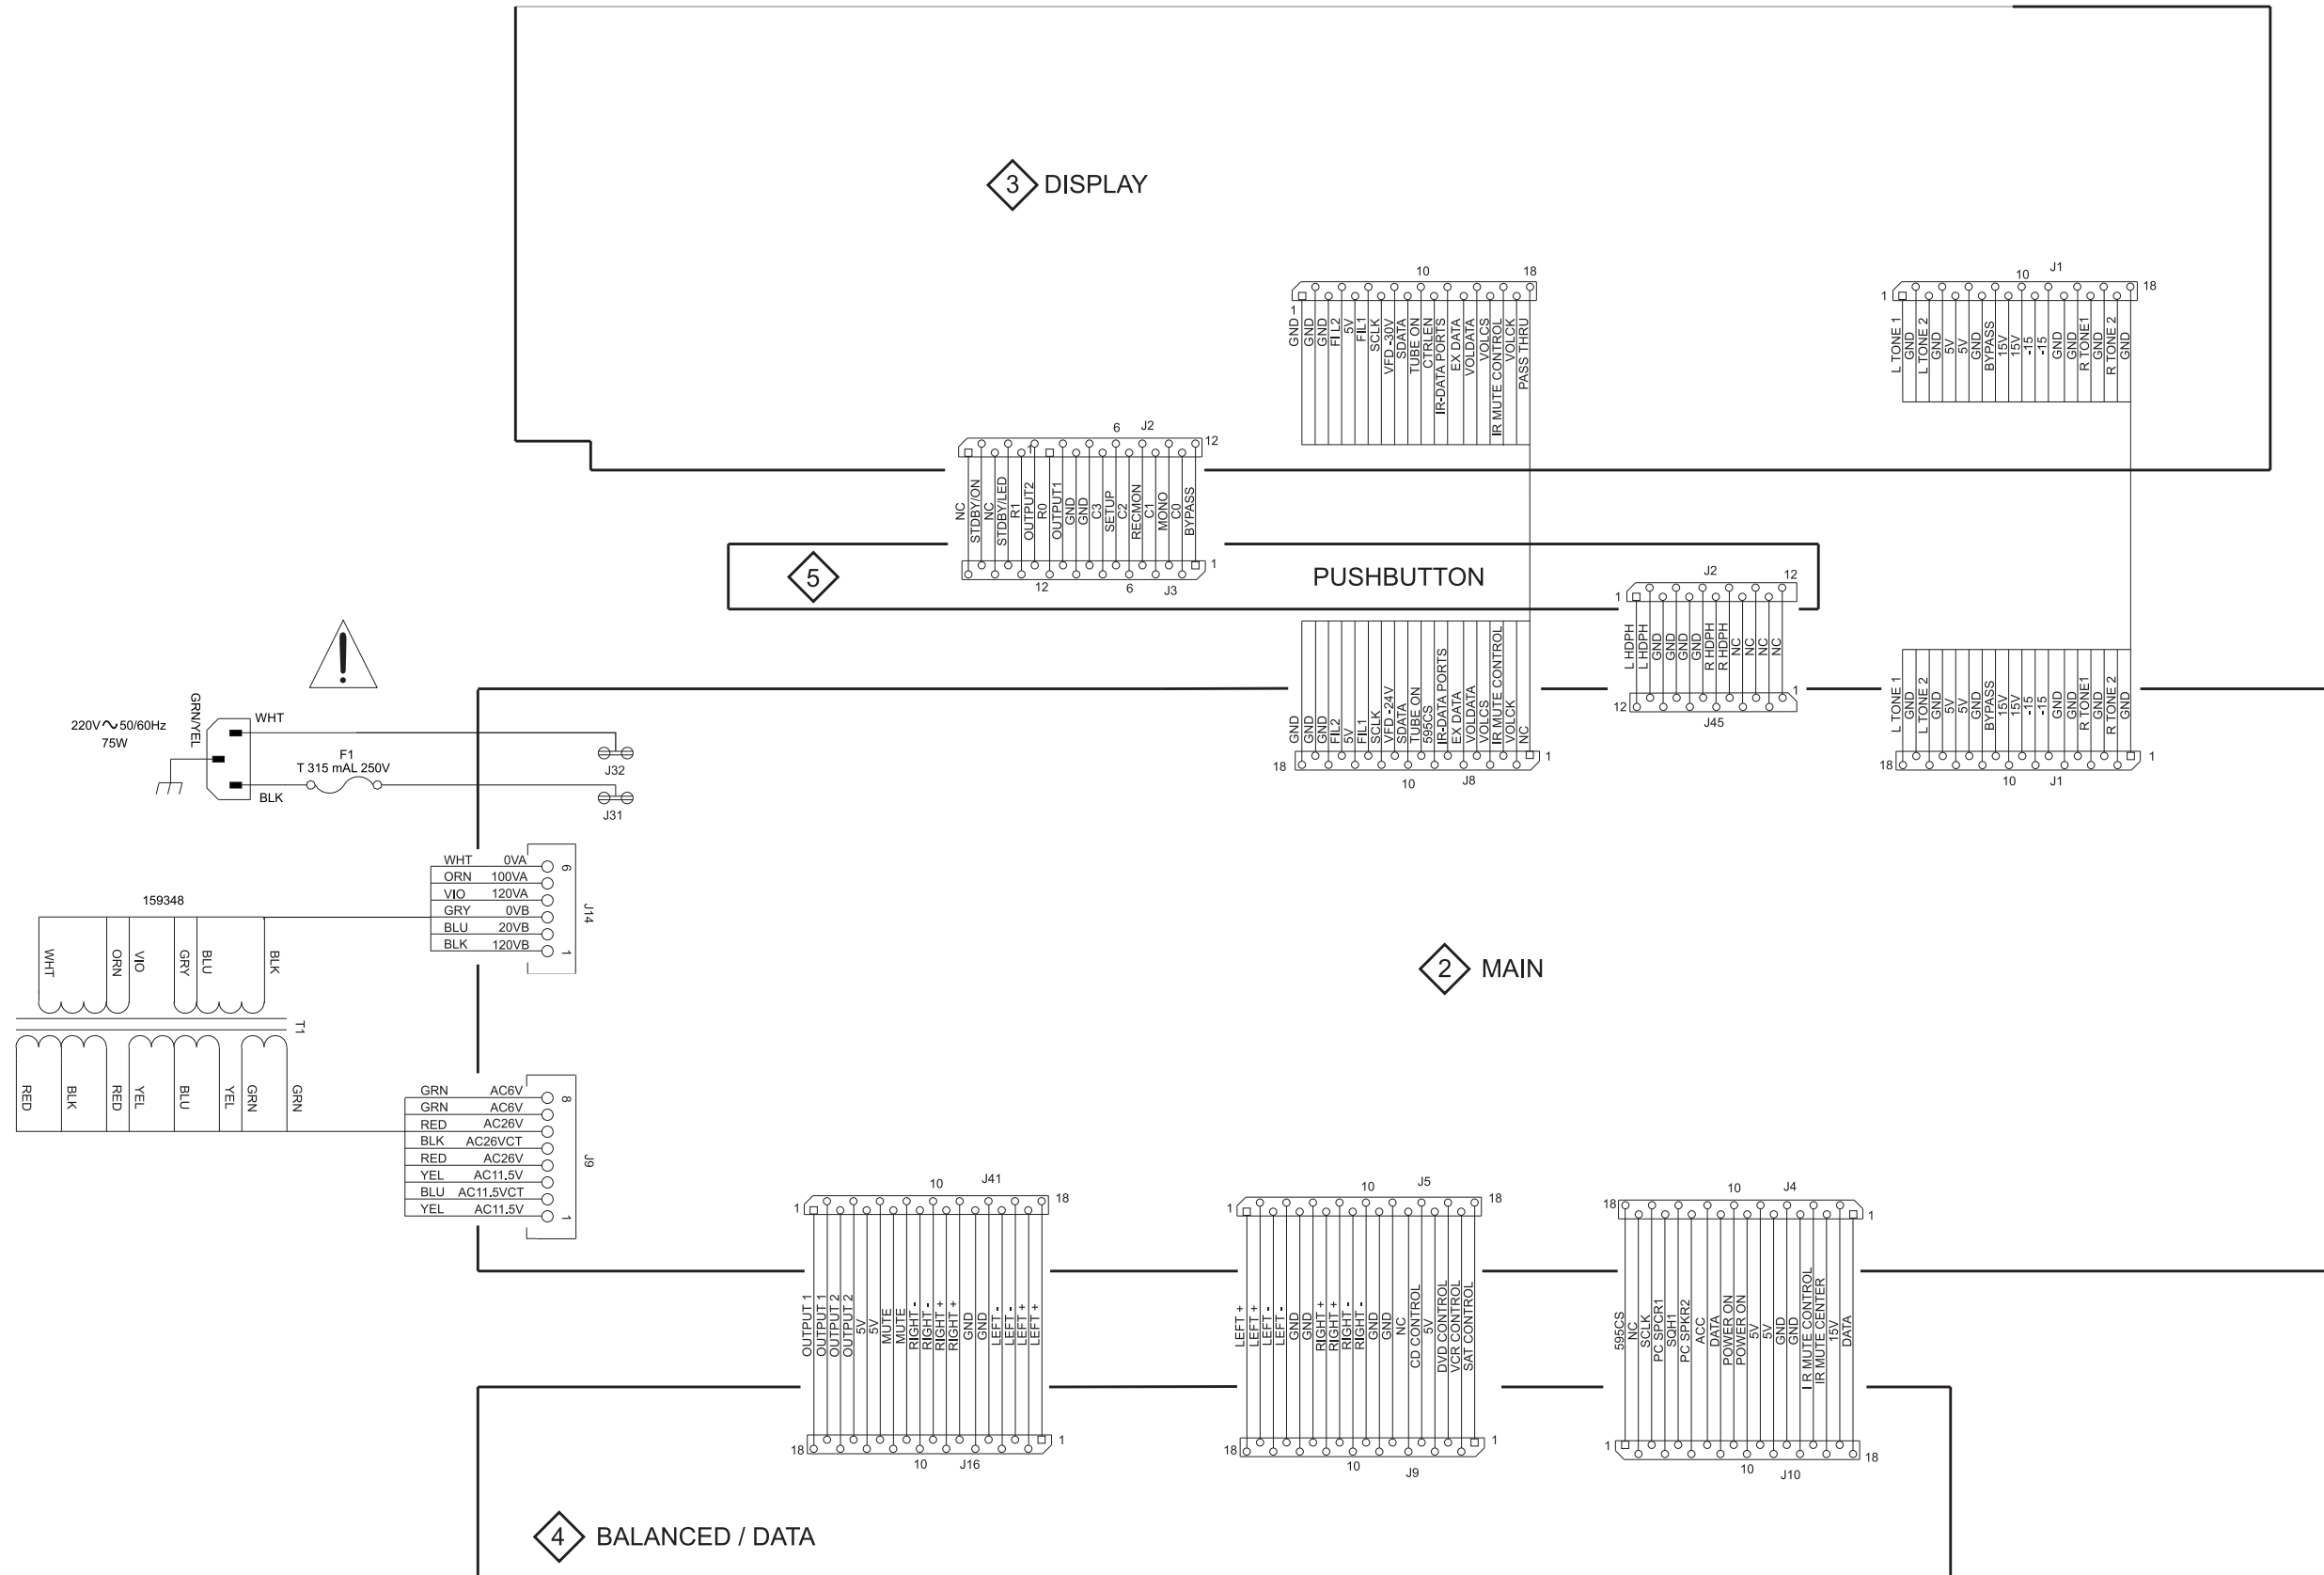 3 DISPLAY
10 18
1
GND
GND
GND
FIL2
5V
FIL1
SCLK
VFD -30V
SDATA
TUBE ON
CTRLEN
IR-DATA PORTS
EX DATA
VOLDATA
VOLCS
IR MUTE CONTROL
VOLCK
PASS THRU
10 J1
1 18
L TONE 1
GND
L TONE 2
GND
5V
5V
GND
BYPASS
15V
15V
-15
-15
GND
GND
R TONE1
GND
R TONE 2
GND
6 J2
12
1
NC
STDBY/ON
NC
STDBY/LED
R1
OUTPUT2
R0
OUTPUT1
GND
GND
C3
SETUP
C2
RECMON
C1
MONO
C0
BYPASS
1
12 6 J3
5 PUSHBUTTON
J2 12
1
L HDPH
L HDPH
GND
GND
GND
GND
R HDPH
R HDPH
NC
NC
NC
NC
12 1
J45
GND
GND
GND
FIL2
5V
FIL1
SCLK
VFD -24V
SDATA
TUBE ON
595CS
IR-DATA PORTS
EX DATA
VOLDATA
VOLCS
IR MUTE CONTROL
VOLCK
NC
18 1
10 J8
L TONE 1
GND
L TONE 2
GND
5V
5V
GND
BYPASS
15V
15V
-15
-15
GND
GND
R TONE1
GND
R TONE 2
GND
18 1
10 J1
220V 50/60Hz
75W
GRN/YEL
WHT
F1
T 315 mAL 250V
BLK
J32
J31
WHT 0VA
ORN 100VA
VIO 120VA
GRY 0VB
BLU 20VB
BLK 120VB
6
1
J14
159348
WHT
ORN
VIO
GRY
BLU
BLK
T1
RED
BLK
RED
YEL
BLU
YEL
GRN
GRN
GRN AC6V
GRN AC6V
RED AC26V
BLK AC26VCT
RED AC26V
YEL AC11.5V
BLU AC11.5VCT
YEL AC11.5V
8
1
J9
2 MAIN
10 J41
1 18
OUTPUT 1
OUTPUT 1
OUTPUT 2
OUTPUT 2
5V
5V
MUTE
MUTE
RIGHT -
RIGHT -
RIGHT +
RIGHT +
GND
GND
LEFT -
LEFT -
LEFT +
LEFT +
18 1
10 J16
10 J5
1 18
LEFT +
LEFT +
LEFT -
LEFT -
GND
GND
RIGHT +
RIGHT +
RIGHT -
RIGHT -
GND
GND
NC
CD CONTROL
5V
DVD CONTROL
VCR CONTROL
SAT CONTROL
18 1
10 J9
10 J4
18 1
595CS
NC
SCLK
PC SPCR1
SQH1
PC SPKR2
ACC
DATA
POWER ON
POWER ON
5V
5V
GND
GND
IR MUTE CONTROL
IR MUTE CENTER
15V
DATA
1 18
10 J10
4 BALANCED / DATA